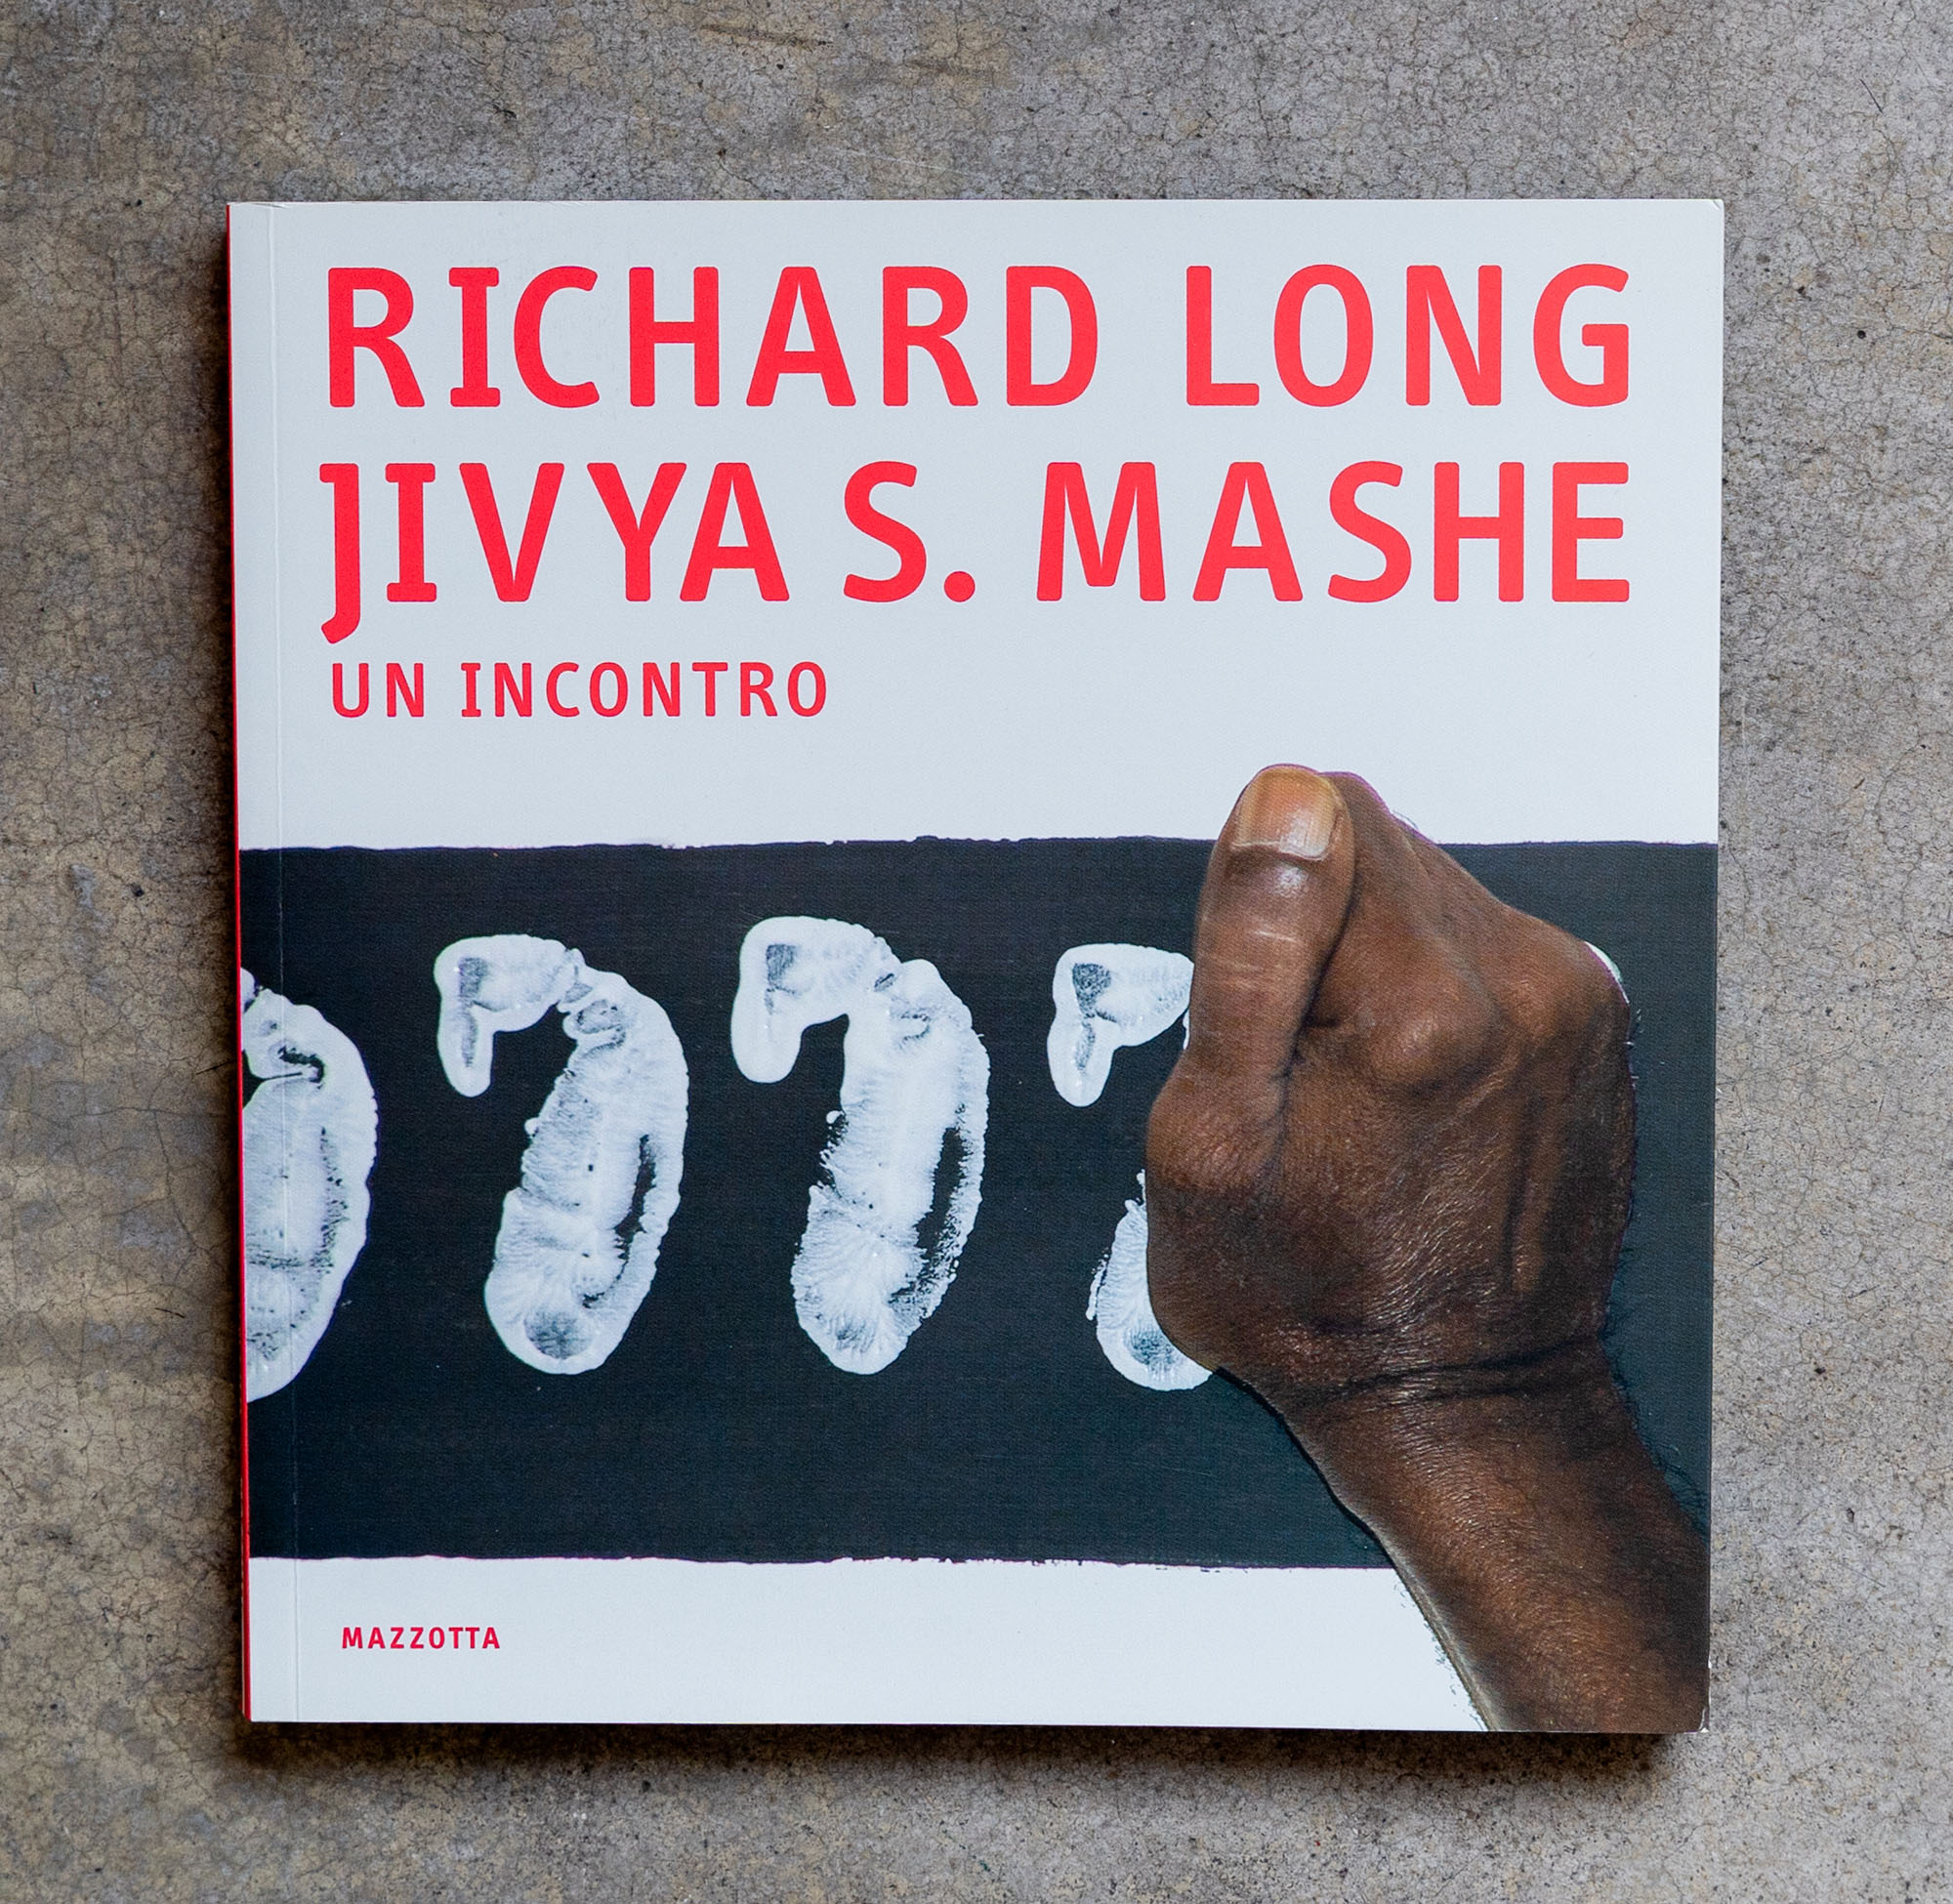 RICHARD LONG
JIVYA S. MASHE
UN INCONTRO
MAZZOTTA